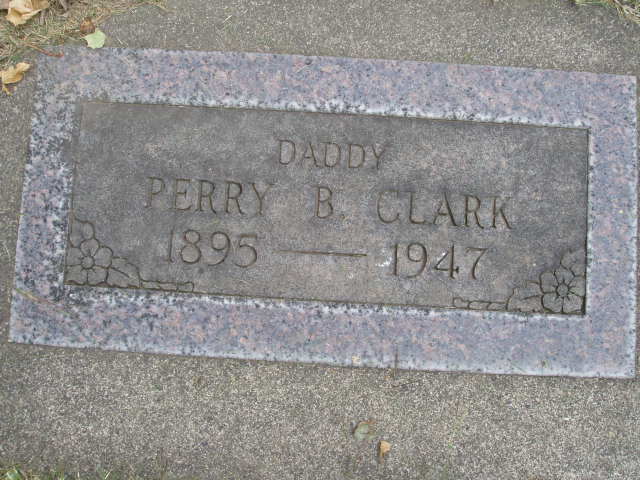 DADDY
PERRY B. CLARK
1895 — 1947